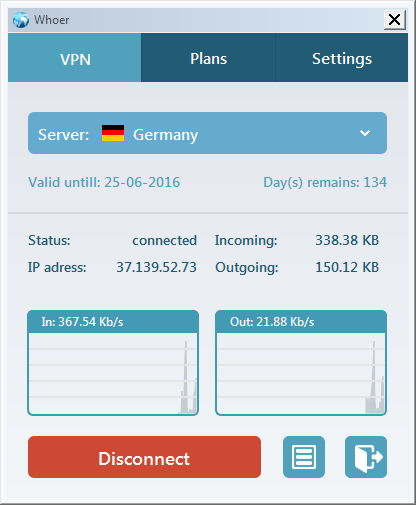 Whoer
VPN Plans Settings
Server: Germany
Valid untill: 25-06-2016 Day(s) remains: 134
Status: connected Incoming: 338.38 KB
IP adress: 37.139.52.73 Outgoing: 150.12 KB
In: 367.54 Kb/s Out: 21.88 Kb/s
Disconnect